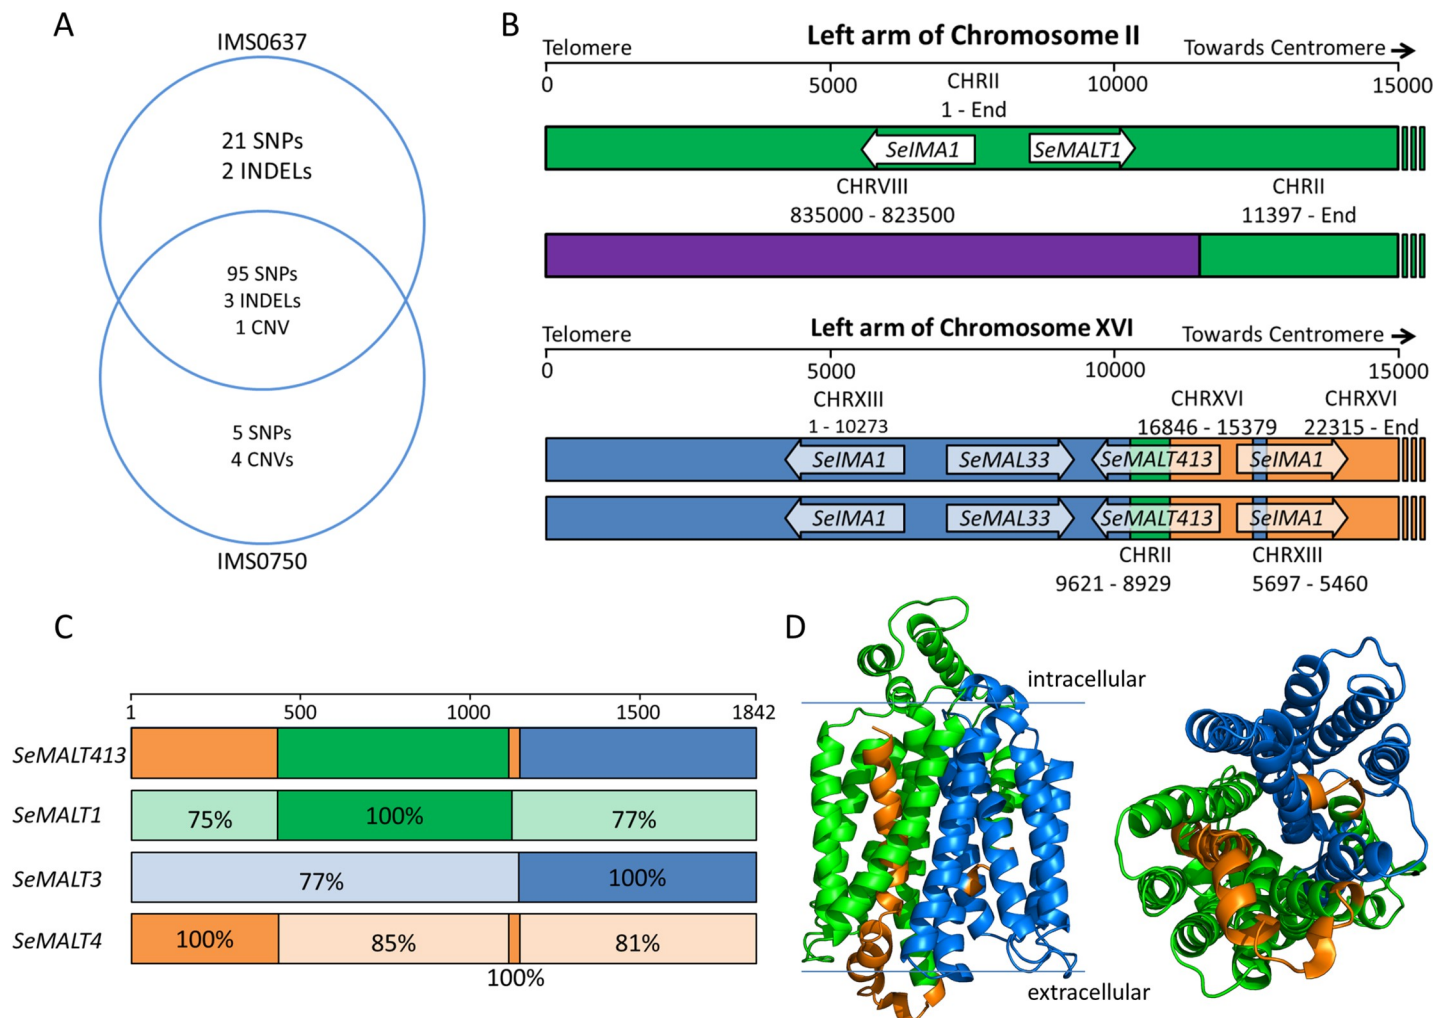 A
IMS0637
21 SNPs
2 INDELs
95 SNPs
3 INDELs
1 CNV
5 SNPs
4 CNVs
IMS0750
B
Left arm of Chromosome II
Telomere
Towards Centromere
0
5000
10000
15000
CHRII
1 - End
SeIMA1
SeMALT1
CHRVIII
835000 - 823500
CHRII
11397 - End
Left arm of Chromosome XVI
Telomere
Towards Centromere
0
5000
10000
15000
CHRXIII
1 - 10273
CHRXVI
16846 - 15379
CHRXVI
22315 - End
SeIMA1
SeMAL33
SeMALT413
SeIMA1
SeIMA1
SeMAL33
SeMALT413
SeIMA1
CHRII
9621 - 8929
CHRXIII
5697 - 5460
C
1
500
1000
1500
1842
SeMALT413
SeMALT1
75%
100%
77%
SeMALT3
77%
100%
SeMALT4
100%
85%
81%
100%
D
intracellular
extracellular